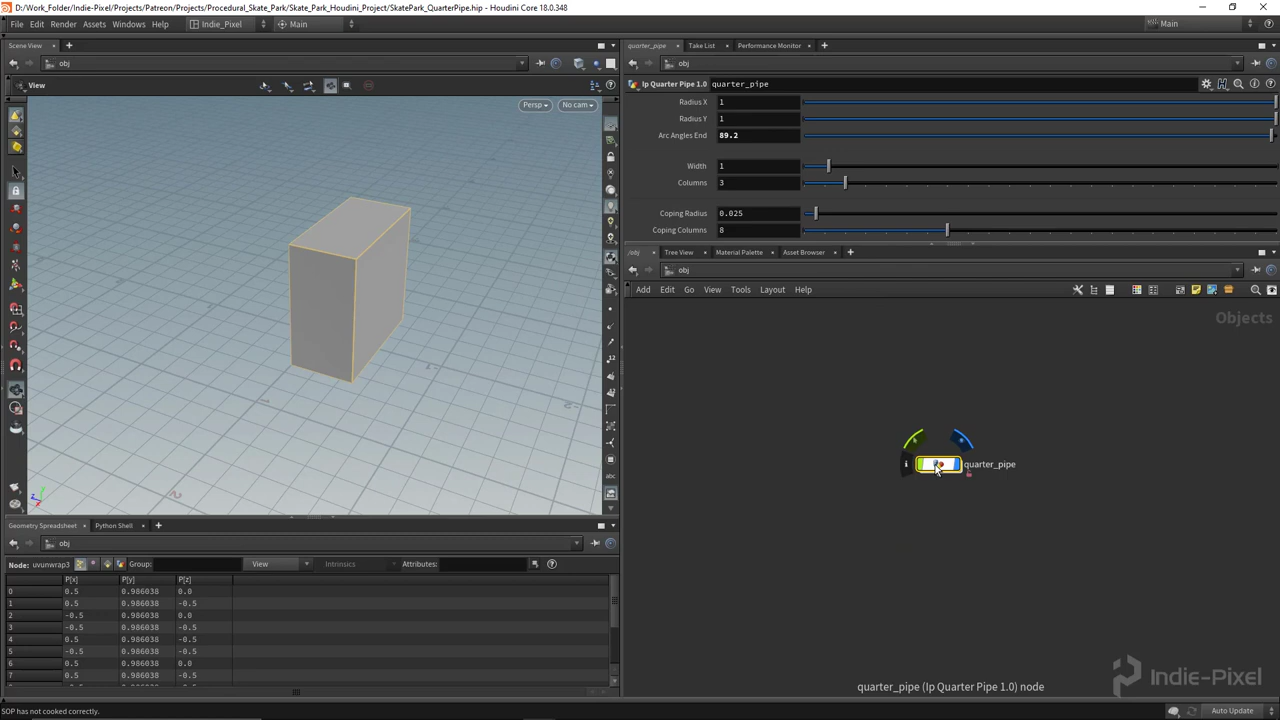 D:/Work_Folder/Indie-Pixel/Projects/Patreon/Projects/Procedural_Skate_Park/Skate_Park_Houdini_Project/SkatePark_QuarterPipe.hip - Houdini Core 18.0.348
File Edit Render Assets Windows Help Indie_Pixel Main Main
Scene View
obj
View
Persp No cam
quarter_pipe Take List Performance Monitor
obj
Ip Quarter Pipe 1.0 quarter_pipe
Radius X 1
Radius Y 1
Arc Angles End 89.2
Width 1
Columns 3
Coping Radius 0.025
Coping Columns 8
/obj Tree View Material Palette Asset Browser
obj
Add Edit Go View Tools Layout Help
Objects
quarter_pipe
quarter_pipe (Ip Quarter Pipe 1.0) node
Indie-Pixel
Geometry Spreadsheet Python Shell
obj
Node: uvunwrap3 Group: View Intrinsics Attributes:
P[x] P[y] P[z]
0 0.5 0.986038 0.0
1 0.5 0.986038 -0.5
2 -0.5 0.986038 0.0
3 -0.5 0.986038 -0.5
4 0.5 0.986038 -0.5
5 -0.5 0.986038 -0.5
6 0.5 0.986038 0.0
7 0.5 0.986038 -0.5
SOP has not cooked correctly.
Auto Update